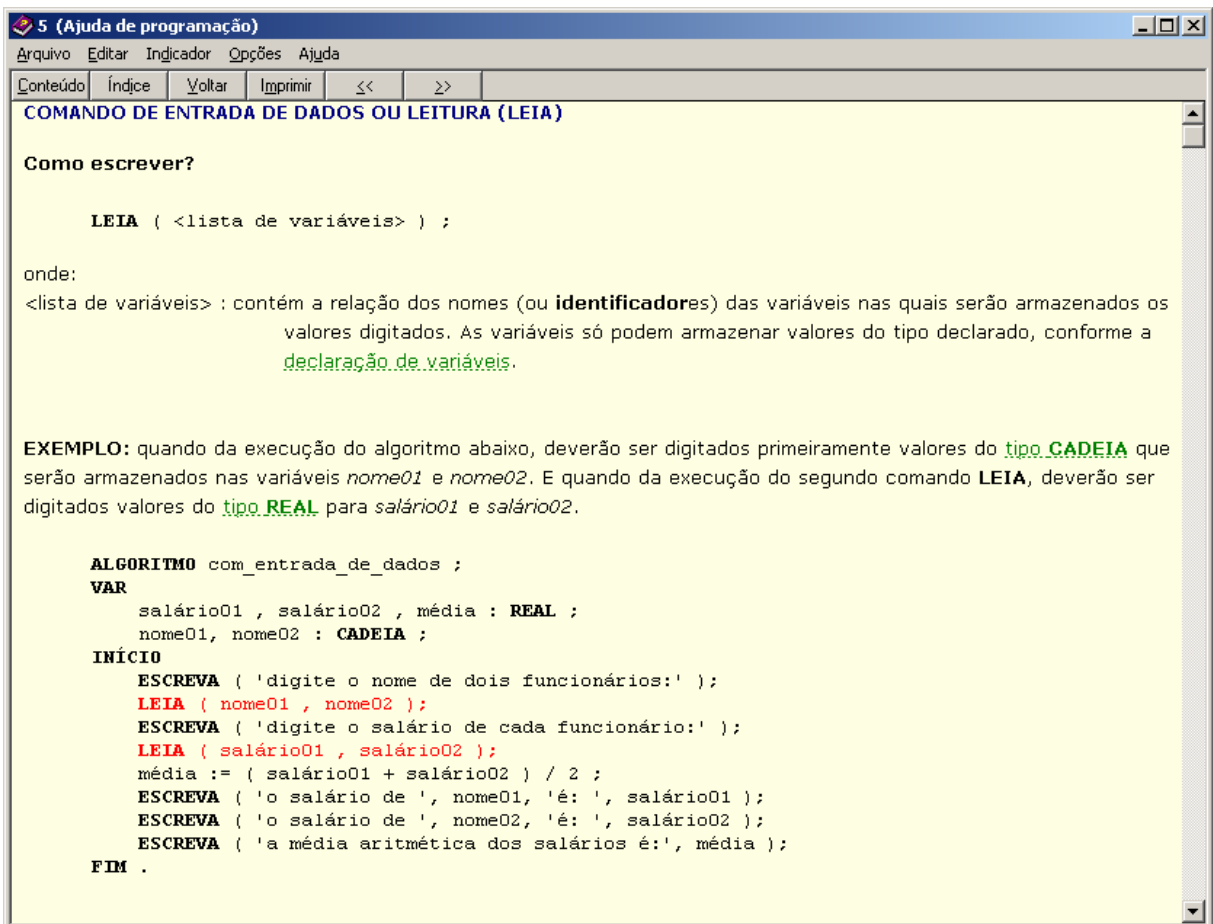 5 (Ajuda de programação)
Arquivo Editar Indicador Opções Ajuda
Conteúdo Índice Voltar Imprimir << >>
COMANDO DE ENTRADA DE DADOS OU LEITURA (LEIA)
Como escrever?
LEIA ( <lista de variáveis> ) ;
onde:
<lista de variáveis> : contém a relação dos nomes (ou identificadores) das variáveis nas quais serão armazenados os
valores digitados. As variáveis só podem armazenar valores do tipo declarado, conforme a
declaração de variáveis.
EXEMPLO: quando da execução do algoritmo abaixo, deverão ser digitados primeiramente valores do tipo CADEIA que
serão armazenados nas variáveis nome01 e nome02. E quando da execução do segundo comando LEIA, deverão ser
digitados valores do tipo REAL para salário01 e salário02.
ALGORITMO com_entrada_de_dados ;
VAR
salário01 , salário02 , média : REAL ;
nome01, nome02 : CADEIA ;
INÍCIO
ESCREVA ( 'digite o nome de dois funcionários:' );
LEIA ( nome01 , nome02 );
ESCREVA ( 'digite o salário de cada funcionário:' );
LEIA ( salário01 , salário02 );
média := ( salário01 + salário02 ) / 2 ;
ESCREVA ( 'o salário de ', nome01, 'é: ', salário01 );
ESCREVA ( 'o salário de ', nome02, 'é: ', salário02 );
ESCREVA ( 'a média aritmética dos salários é:', média );
FIM .